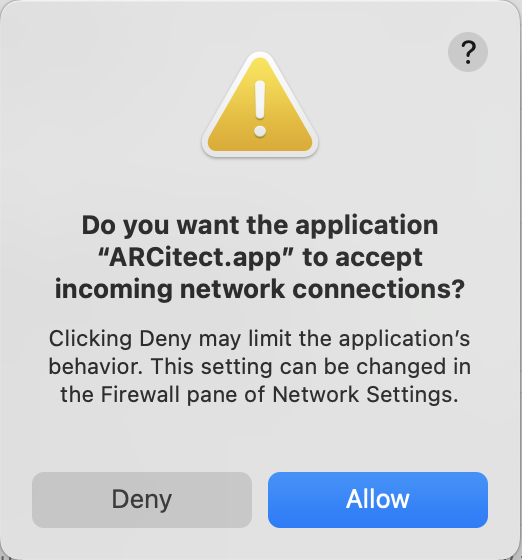 ?
Do you want the application
“ARCitect.app” to accept
incoming network connections?
Clicking Deny may limit the application’s
behavior. This setting can be changed in
the Firewall pane of Network Settings.
Deny
Allow